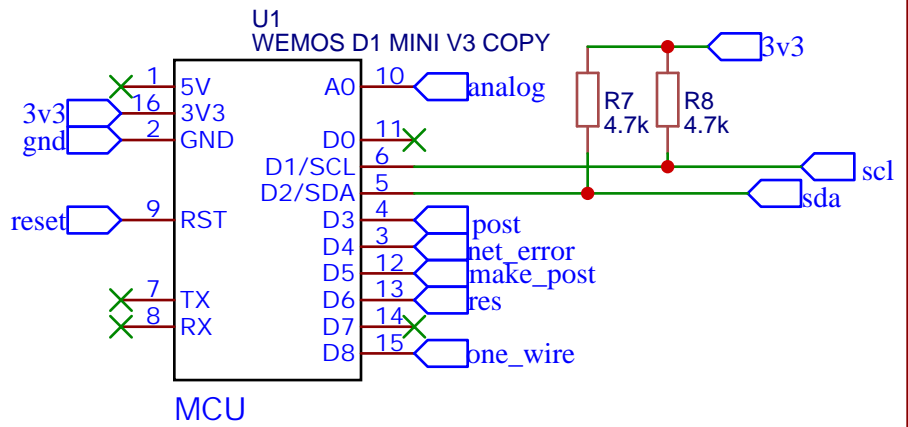 U1
WEMOS D1 MINI V3 COPY
1 5V
16 3V3
2 GND
9 RST
7 TX
8 RX
3v3
gnd
reset
A0 10 analog
D0 11
D1/SCL 6
D2/SDA 5
D3 4 post
D4 3 net_error
D5 12 make_post
D6 13 res
D7 14
D8 15 one_wire
MCU
3v3
R7
4.7k
R8
4.7k
scl
sda